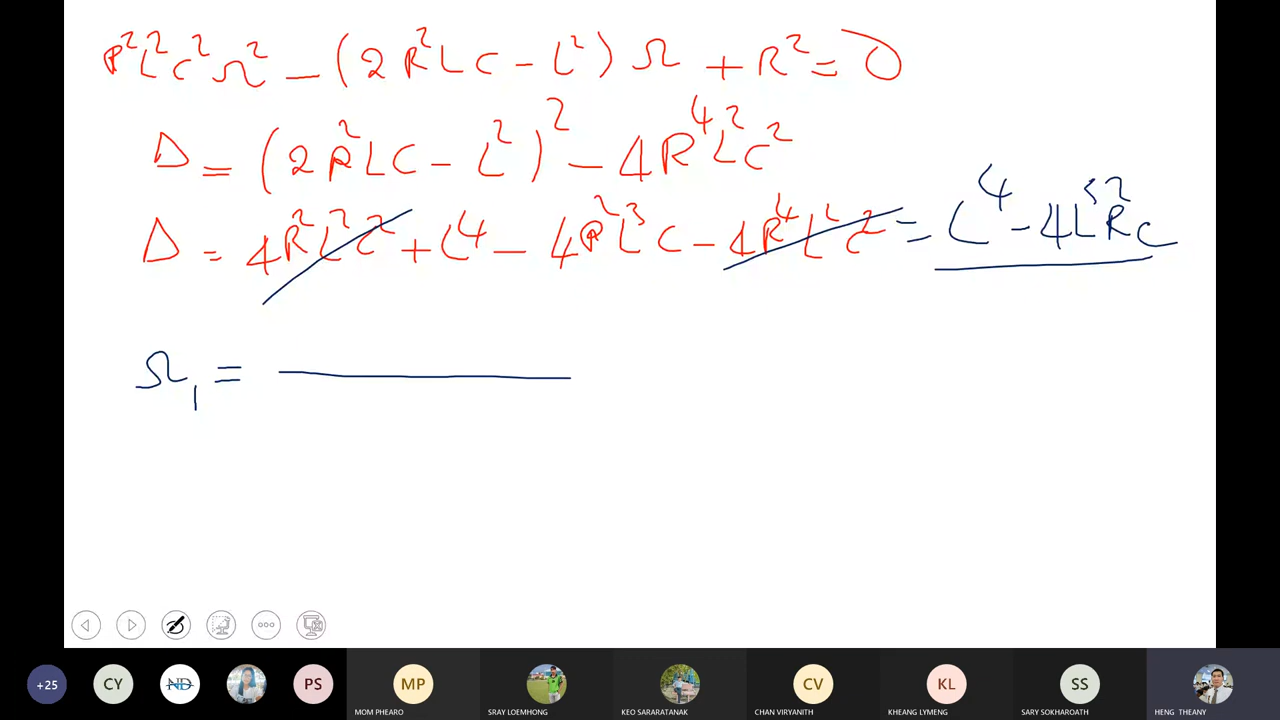 R²L²C²Ω² − (2R²LC − L²) Ω + R² = 0
Δ = (2R²LC − L²)² − 4R⁴L²C²
Δ = 4R²L²C² + L⁴ − 4R²L³C − 4R⁴L²C² = L⁴ − 4L³R²C
Ω₁ =
+25 CY ND PS MP CV KL SS
MOM PHEARO SRAY LOEMHONG KEO SARARATANAK CHAN VIRYANITH KHEANG LYMENG SARY SOKHAROATH HENG THEANY